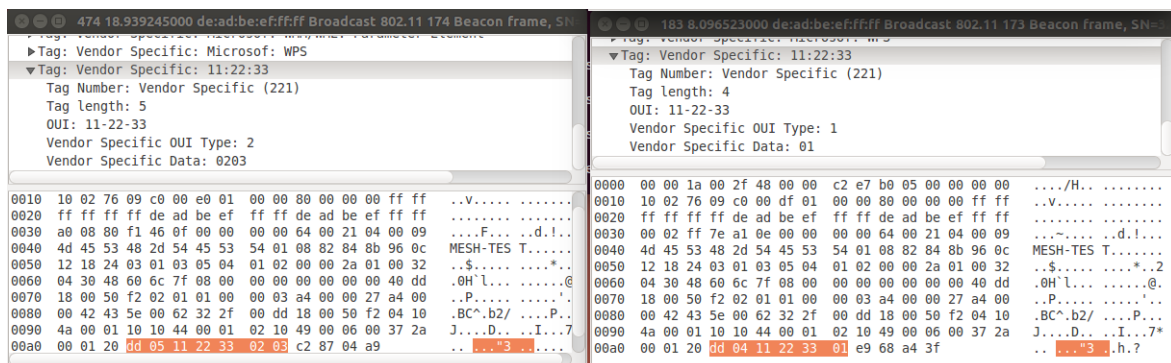 474 18.939245000 de:ad:be:ef:ff:ff Broadcast 802.11 174 Beacon frame, SN
Tag: Vendor Specific: Microsof: WPS
Tag: Vendor Specific: 11:22:33
Tag Number: Vendor Specific (221)
Tag length: 5
OUI: 11-22-33
Vendor Specific OUI Type: 2
Vendor Specific Data: 0203
0010 10 02 76 09 c0 00 e0 01 00 00 80 00 00 00 ff ff ..v..... ........
0020 ff ff ff ff de ad be ef ff ff de ad be ef ff ff ........ ........
0030 a0 08 80 f1 46 0f 00 00 00 00 64 00 21 04 00 09 ....F... ..d.!..
0040 4d 45 53 48 2d 54 45 53 54 01 08 82 84 8b 96 0c MESH-TES T.......
0050 12 18 24 03 01 03 05 04 01 02 00 00 2a 01 00 32 ..$..... ....*..
0060 04 30 48 60 6c 7f 08 00 00 00 00 00 00 00 40 dd .0H`l... .......@
0070 18 00 50 f2 02 01 01 00 00 03 a4 00 00 27 a4 00 ..P..... .....'..
0080 00 42 43 5e 00 62 32 2f 00 dd 18 00 50 f2 04 10 .BC^.b2/ ....P...
0090 4a 00 01 10 10 44 00 01 02 10 49 00 06 00 37 2a J....D.. ..I...7
00a0 00 01 20 dd 05 11 22 33 02 03 c2 87 04 a9 .. ..."3 ......
183 8.096523000 de:ad:be:ef:ff:ff Broadcast 802.11 173 Beacon frame, SN=
Tag: Vendor Specific: 11:22:33
Tag Number: Vendor Specific (221)
Tag length: 4
OUI: 11-22-33
Vendor Specific OUI Type: 1
Vendor Specific Data: 01
0000 00 00 1a 00 2f 48 00 00 c2 e7 b0 05 00 00 00 00 ..../H.. ........
0010 10 02 76 09 c0 00 df 01 00 00 80 00 00 00 ff ff ..v..... ........
0020 ff ff ff ff de ad be ef ff ff de ad be ef ff ff ........ ........
0030 00 02 ff 7e a1 0e 00 00 00 00 64 00 21 04 00 09 ...~.... ..d.!...
0040 4d 45 53 48 2d 54 45 53 54 01 08 82 84 8b 96 0c MESH-TES T.......
0050 12 18 24 03 01 03 05 04 01 02 00 00 2a 01 00 32 ..$..... ....*..2
0060 04 30 48 60 6c 7f 08 00 00 00 00 00 00 00 40 dd .0H`l... ......@.
0070 18 00 50 f2 02 01 01 00 00 03 a4 00 00 27 a4 00 ..P..... .....'..
0080 00 42 43 5e 00 62 32 2f 00 dd 18 00 50 f2 04 10 .BC^.b2/ ....P...
0090 4a 00 01 10 10 44 00 01 02 10 49 00 06 00 37 2a J....D.. ..I...7*
00a0 00 01 20 dd 04 11 22 33 01 e9 68 a4 3f .. ..."3 ..h.?